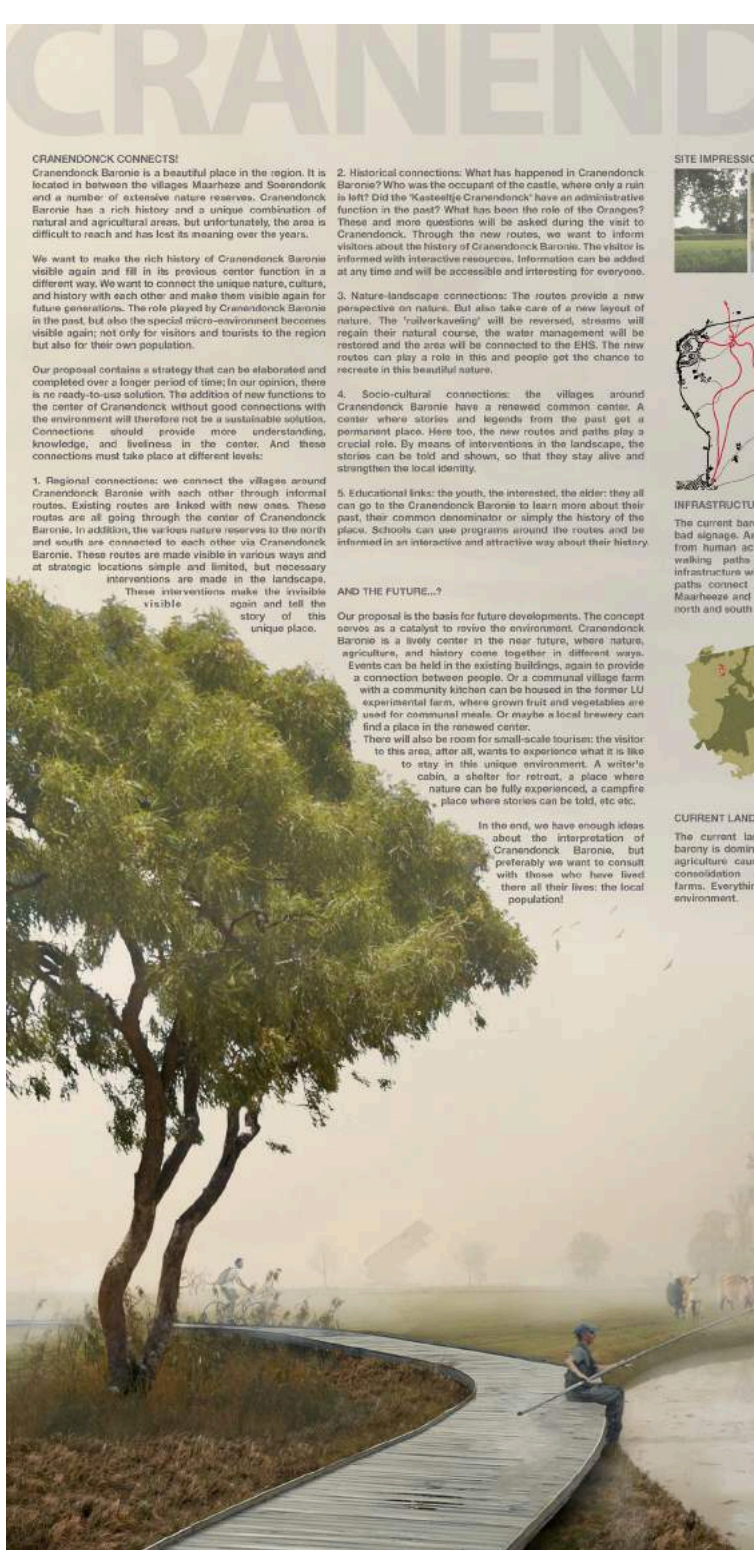 CRANEND
CRANENDONCK CONNECTS!
Cranendonck Baronie is a beautiful place in the region. It is
located in between the villages Maarheze and Soerendonk
and a number of extensive nature reserves. Cranendonck
Baronie has a rich history and a unique combination of
natural and agricultural areas, but unfortunately, the area is
difficult to reach and has lost its meaning over the years.
We want to make the rich history of Cranendonck Baronie
visible again and fill in its previous center function in a
different way. We want to connect the unique nature, culture,
and history with each other and make them visible again for
future generations. The role played by Cranendonck Baronie
in the past, but also the special micro-environment becomes
visible again; not only for visitors and tourists to the region
but also for their own population.
Our proposal contains a strategy that can be elaborated and
completed over a longer period of time; In our opinion, there
is no ready-to-use solution. The addition of new functions to
the center of Cranendonck without good connections with
the environment will therefore not be a sustainable solution.
Connections should provide more understanding,
knowledge, and liveliness in the center. And these
connections must take place at different levels:
1. Regional connections: we connect the villages around
Cranendonck Baronie with each other through informal
routes. Existing routes are linked with new ones. These
routes are all going through the center of Cranendonck
Baronie. In addition, the various nature reserves to the north
and south are connected to each other via Cranendonck
Baronie. These routes are made visible in various ways and
at strategic locations simple and limited, but necessary
interventions are made in the landscape.
These interventions make the invisible
visible again and tell the
story of this
unique place.
2. Historical connections: What has happened in Cranendonck
Baronie? Who was the occupant of the castle, where only a ruin
is left? Did the 'Kasteeltje Cranendonck' have an administrative
function in the past? What has been the role of the Oranges?
These and more questions will be asked during the visit to
Cranendonck. Through the new routes, we want to inform
visitors about the history of Cranendonck Baronie. The visitor is
informed with interactive resources. Information can be added
at any time and will be accessible and interesting for everyone.
3. Nature-landscape connections: The routes provide a new
perspective on nature. But also take care of a new layout of
nature. The 'ruilverkaveling' will be reversed, streams will
regain their natural course, the water management will be
restored and the area will be connected to the EHS. The new
routes can play a role in this and people get the chance to
recreate in this beautiful nature.
4. Socio-cultural connections: the villages around
Cranendonck Baronie have a renewed common center. A
center where stories and legends from the past get a
permanent place. Here too, the new routes and paths play a
crucial role. By means of interventions in the landscape, the
stories can be told and shown, so that they stay alive and
strengthen the local identity.
5. Educational links: the youth, the interested, the elder: they all
can go to the Cranendonck Baronie to learn more about their
past, their common denominator or simply the history of the
place. Schools can use programs around the routes and be
informed in an interactive and attractive way about their history.
AND THE FUTURE...?
Our proposal is the basis for future developments. The concept
serves as a catalyst to revive the environment. Cranendonck
Baronie is a lively center in the near future, where nature,
agriculture, and history come together in different ways.
Events can be held in the existing buildings, again to provide
a connection between people. Or a communal village farm
with a community kitchen can be housed in the former LU
experimental farm, where grown fruit and vegetables are
used for communal meals. Or maybe a local brewery can
find a place in the renewed center.
There will also be room for small-scale tourism: the visitor
to this area, after all, wants to experience what it is like
to stay in this unique environment. A writer's
cabin, a shelter for retreat, a place where
nature can be fully experienced, a campfire
place where stories can be told, etc etc.
In the end, we have enough ideas
about the interpretation of
Cranendonck Baronie, but
preferably we want to consult
with those who have lived
there all their lives: the local
population!
SITE IMPRESSIO
INFRASTRUCTU
The current bar
bad signage. As
from human ac
walking paths
infrastructure w
paths connect
Maarheeze and
north and south
CURRENT LAND
The current la
barony is domin
agriculture cau
consolidation
farms. Everythin
environment.